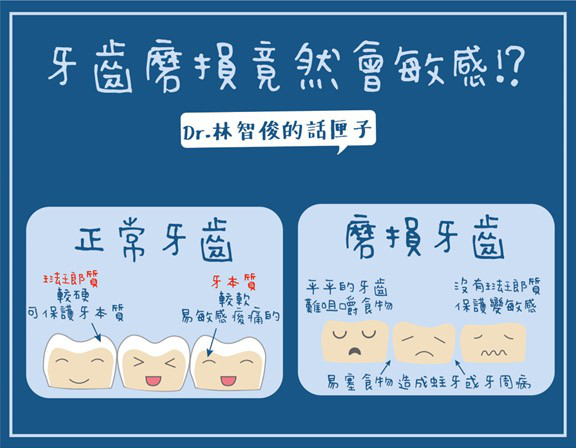 牙齒磨損竟然會敏感!?
Dr.林智俊的話匣子
正常牙齒
琺瑯質
較硬
可保護牙本質
牙本質
較軟
易敏感痠痛的
磨損牙齒
平平的牙齒
難咀嚼食物
沒有琺瑯質
保護變敏感
易塞食物 造成蛀牙或牙周病